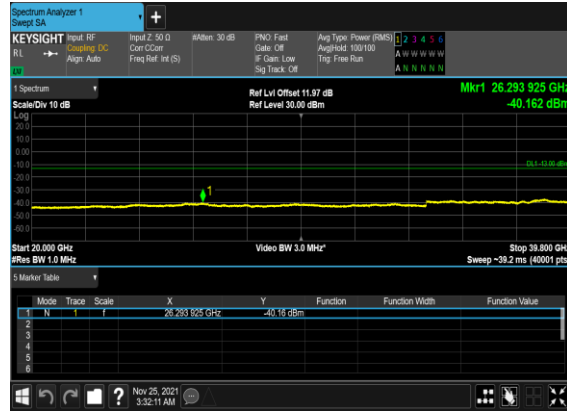 Spectrum Analyzer 1
Swept SA
+
KEYSIGHT Input: RF Input Z: 50 Ω #Atten: 30 dB PNO: Fast Avg Type: Power (RMS) 1 2 3 4 5 6
RL Coupling: DC Corr CCorr Gate: Off Avg|Hold: 100/100 A W W W W W
Align: Auto Freq Ref: Int (S) IF Gain: Low Trig: Free Run
Sig Track: Off A N N N N N
1 Spectrum Ref Lvl Offset 11.97 dB Mkr1 26.293 925 GHz
Scale/Div 10 dB Ref Level 30.00 dBm -40.162 dBm
Log
20.0
10.0
0.00
-10.0 DL1 -13.00 dBm
-20.0
-30.0 1
-40.0
-50.0
-60.0
Start 20.000 GHz Video BW 3.0 MHz* Stop 39.800 GHz
#Res BW 1.0 MHz Sweep ~39.2 ms (40001 pts)
5 Marker Table
Mode Trace Scale X Y Function Function Width Function Value
1 N 1 f 26.293 925 GHz -40.16 dBm
2
3
4
5
6
? Nov 25, 2021
3:32:11 AM